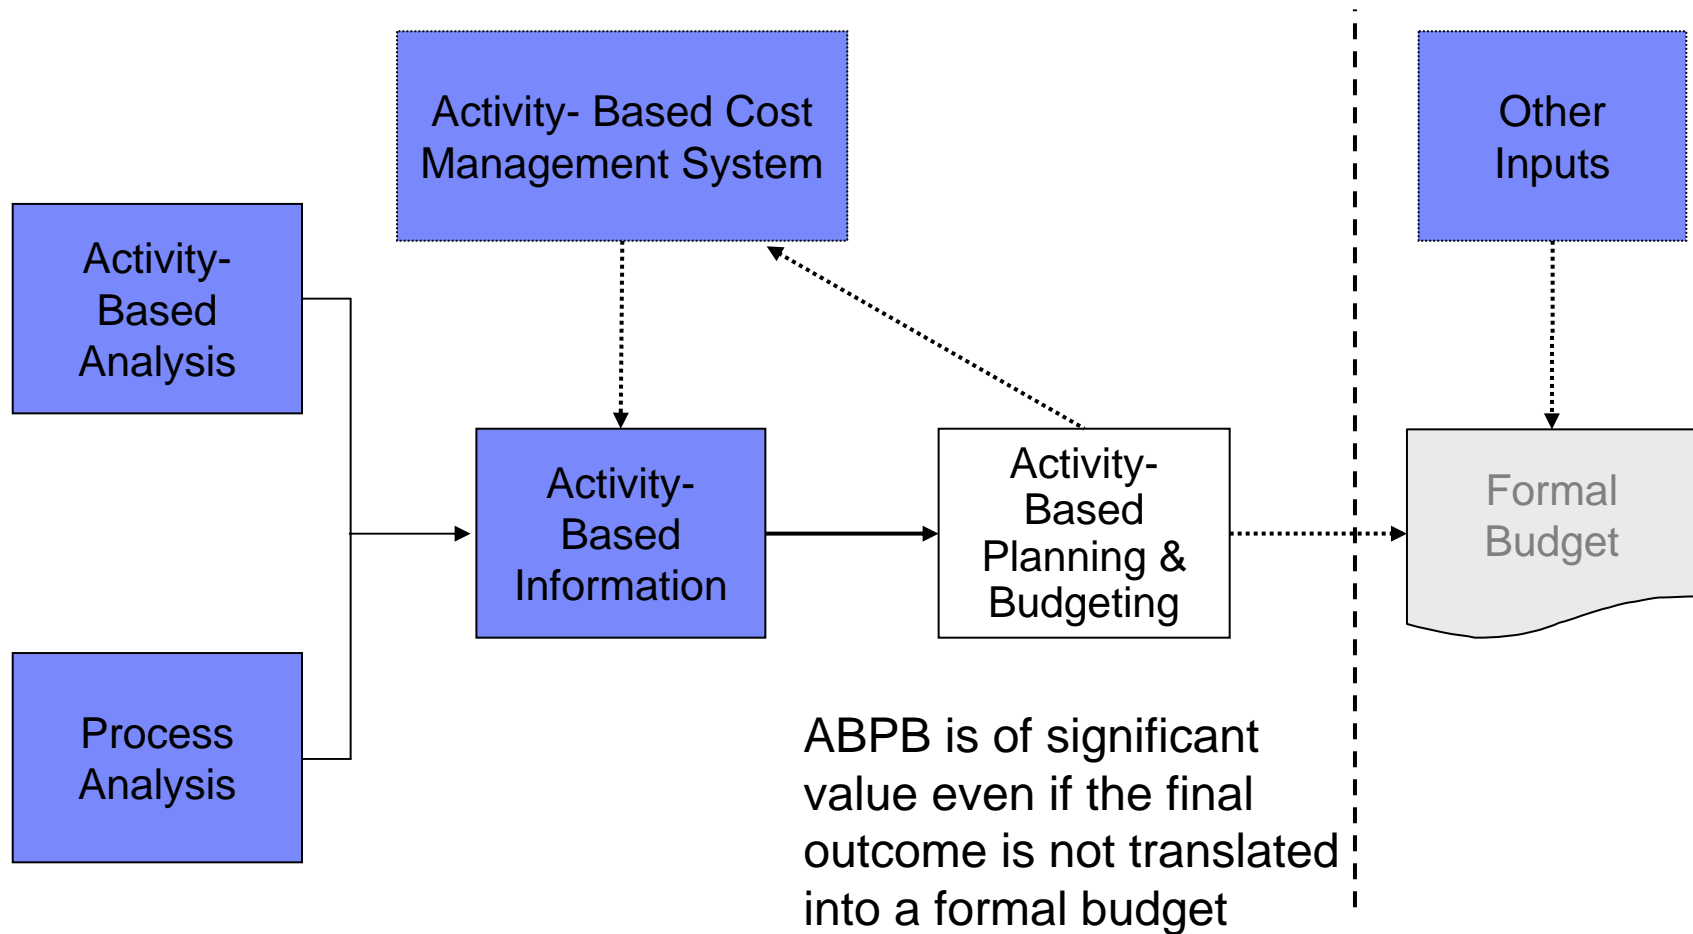 Activity- Based Cost
Management System
Other
Inputs
Activity-
Based
Analysis
Activity-
Based
Information
Activity-
Based
Planning &
Budgeting
Formal
Budget
Process
Analysis
ABPB is of significant
value even if the final
outcome is not translated
into a formal budget